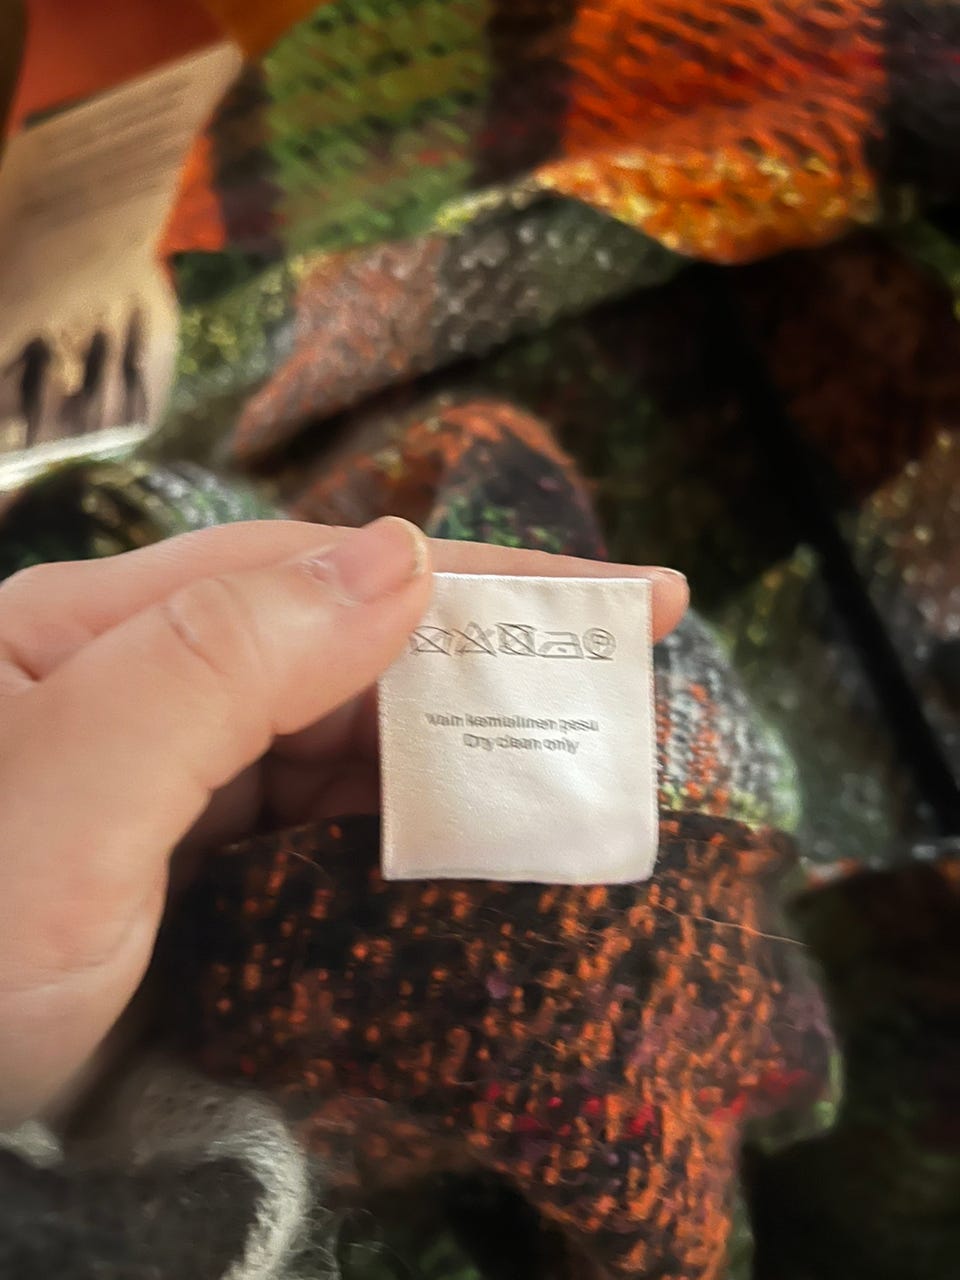 Vain kemiallinen pesu
Dry clean only